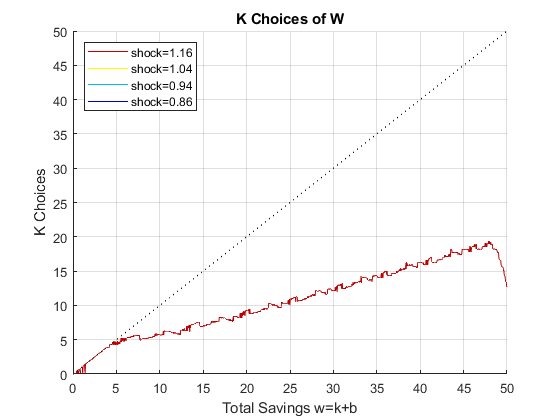 K Choices of W
50
45
40
35
30
25
20
15
10
5
0
K Choices
shock=1.16
shock=1.04
shock=0.94
shock=0.86
0 5 10 15 20 25 30 35 40 45 50
Total Savings w=k+b